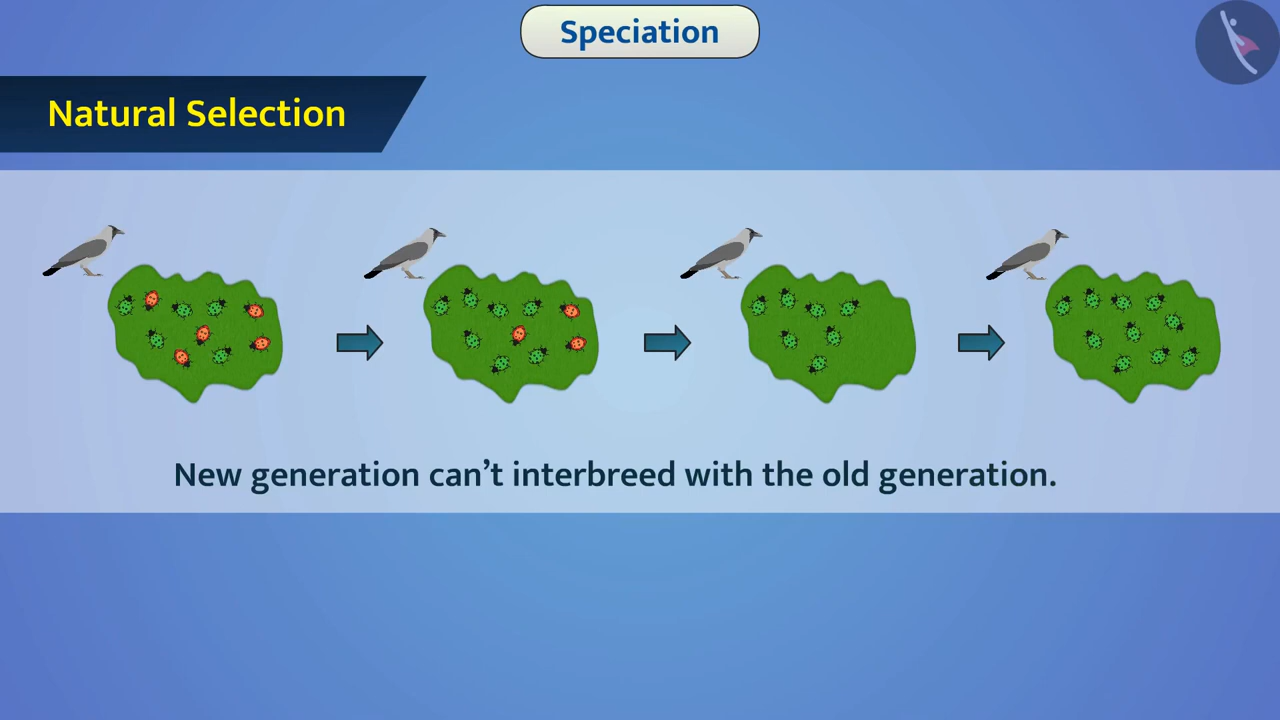 Speciation
Natural Selection
New generation can't interbreed with the old generation.